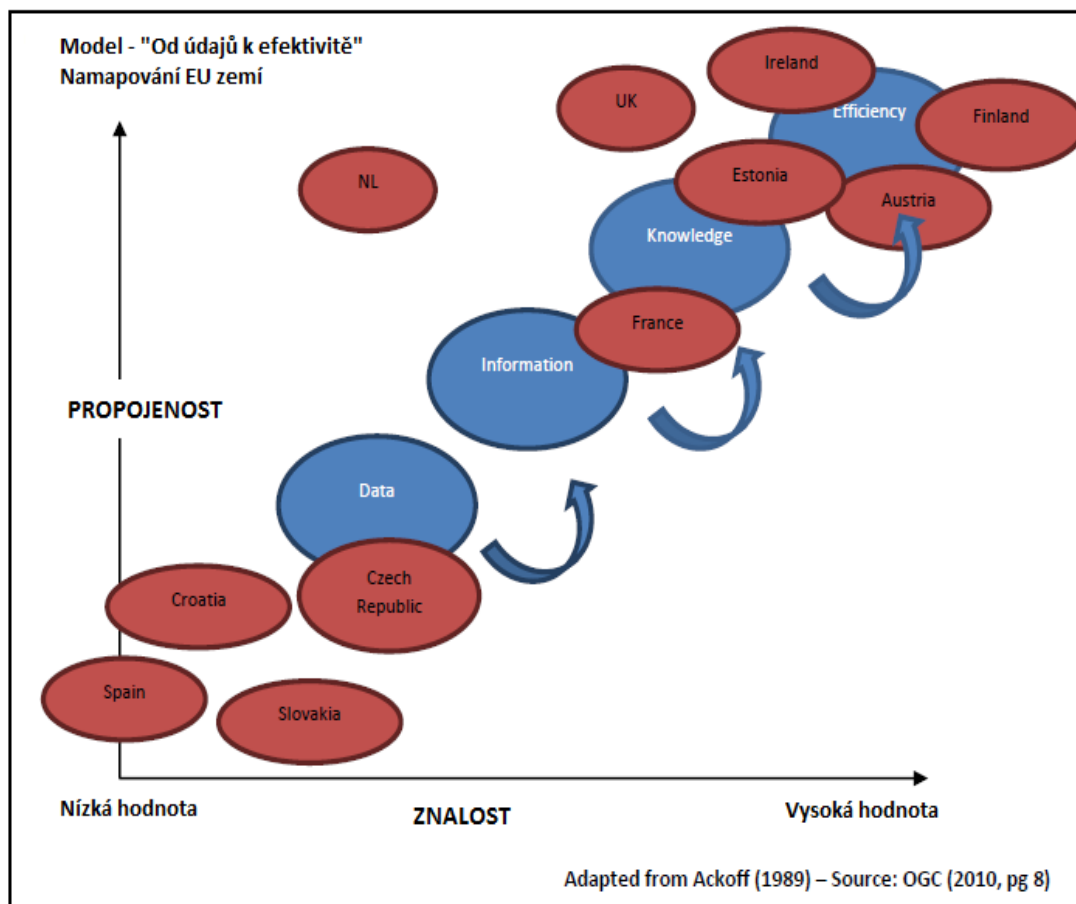 Model - "Od údajů k efektivitě"
Namapování EU zemí
Ireland
UK
Efficiency
Finland
NL
Estonia
Austria
Knowledge
France
Information
PROPOJENOST
Data
Czech
Republic
Croatia
Spain
Slovakia
Nízká hodnota
ZNALOST
Vysoká hodnota
Adapted from Ackoff (1989) – Source: OGC (2010, pg 8)